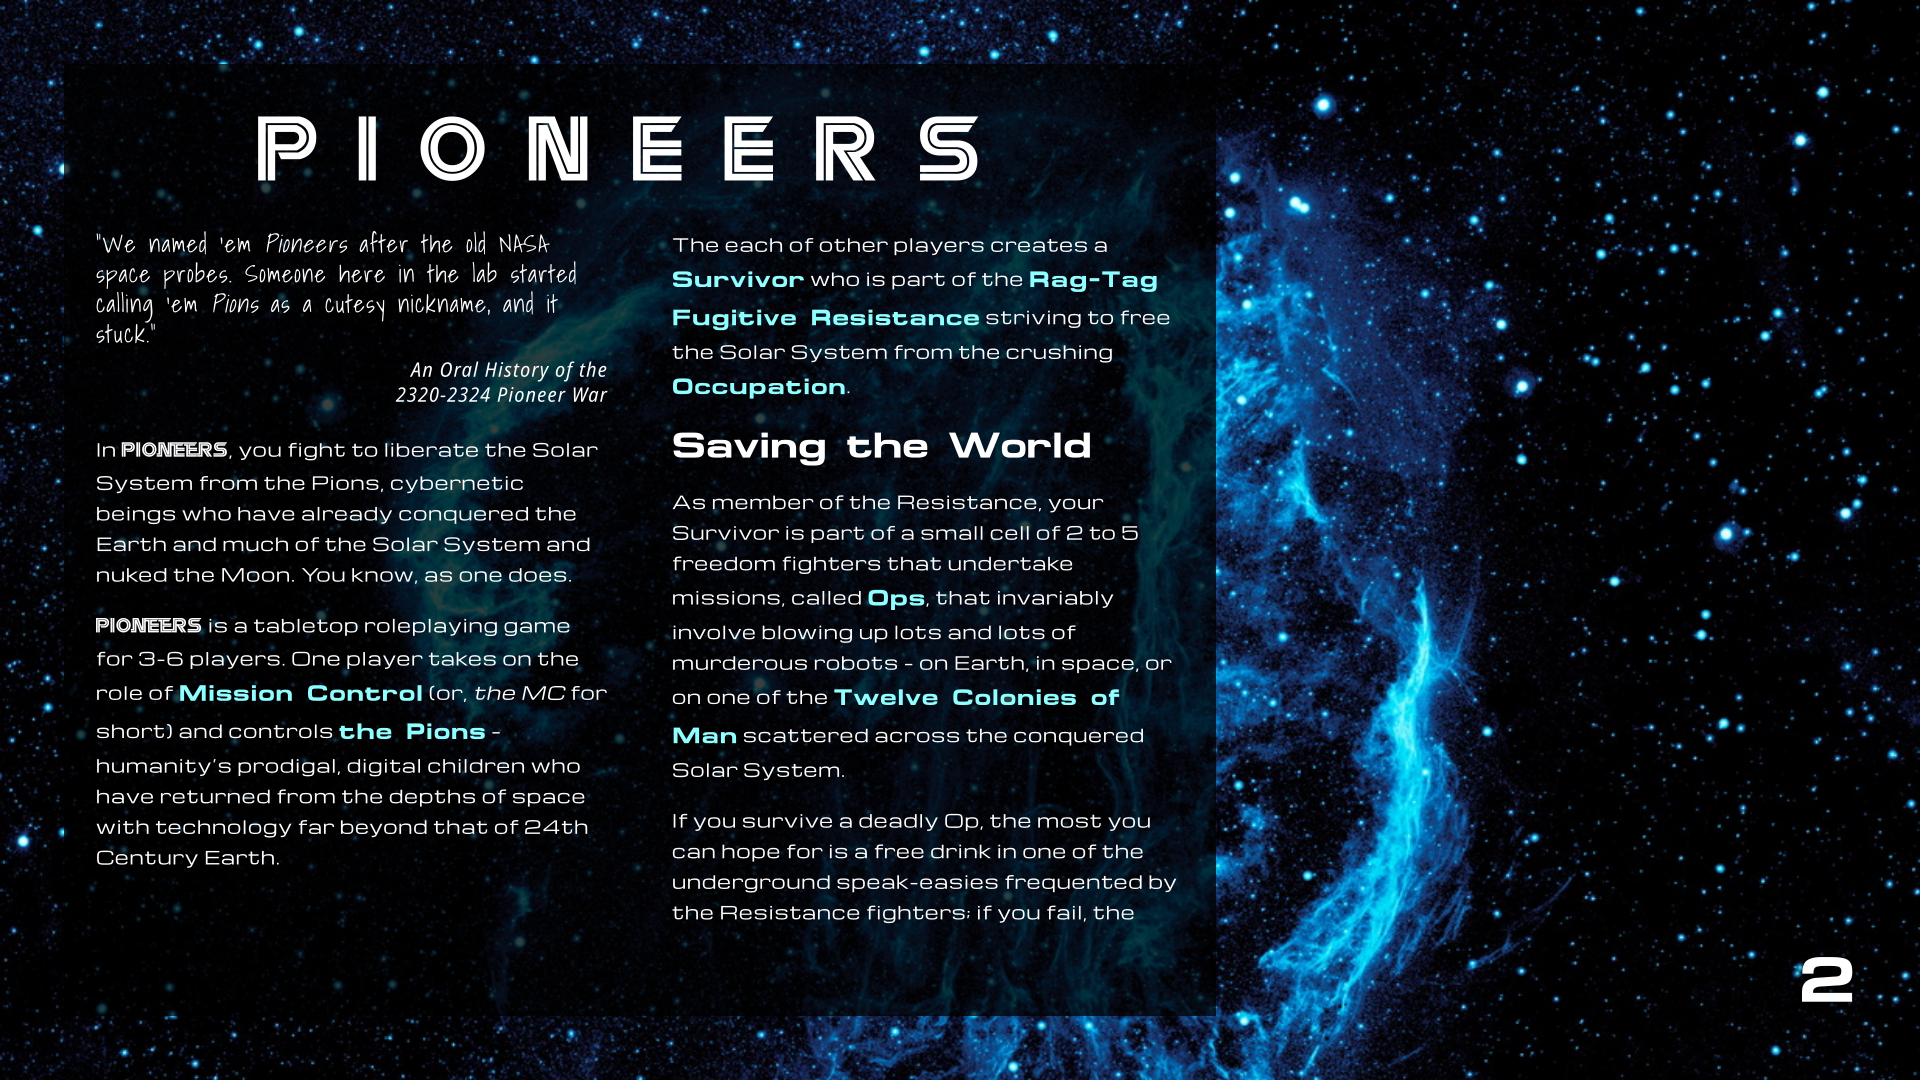 PIONEERS
"We named 'em Pioneers after the old NASA
space probes. Someone here in the lab started
calling 'em Pions as a cutesy nickname, and it
stuck."
An Oral History of the
2320-2324 Pioneer War
In PIONEERS, you fight to liberate the Solar
System from the Pions, cybernetic
beings who have already conquered the
Earth and much of the Solar System and
nuked the Moon. You know, as one does.
PIONEERS is a tabletop roleplaying game
for 3-6 players. One player takes on the
role of Mission Control (or, the MC for
short) and controls the Pions -
humanity's prodigal, digital children who
have returned from the depths of space
with technology far beyond that of 24th
Century Earth.
The each of other players creates a
Survivor who is part of the Rag-Tag
Fugitive Resistance striving to free
the Solar System from the crushing
Occupation.
Saving the World
As member of the Resistance, your
Survivor is part of a small cell of 2 to 5
freedom fighters that undertake
missions, called Ops, that invariably
involve blowing up lots and lots of
murderous robots - on Earth, in space, or
on one of the Twelve Colonies of
Man scattered across the conquered
Solar System.
If you survive a deadly Op, the most you
can hope for is a free drink in one of the
underground speak-easies frequented by
the Resistance fighters; if you fail, the
2